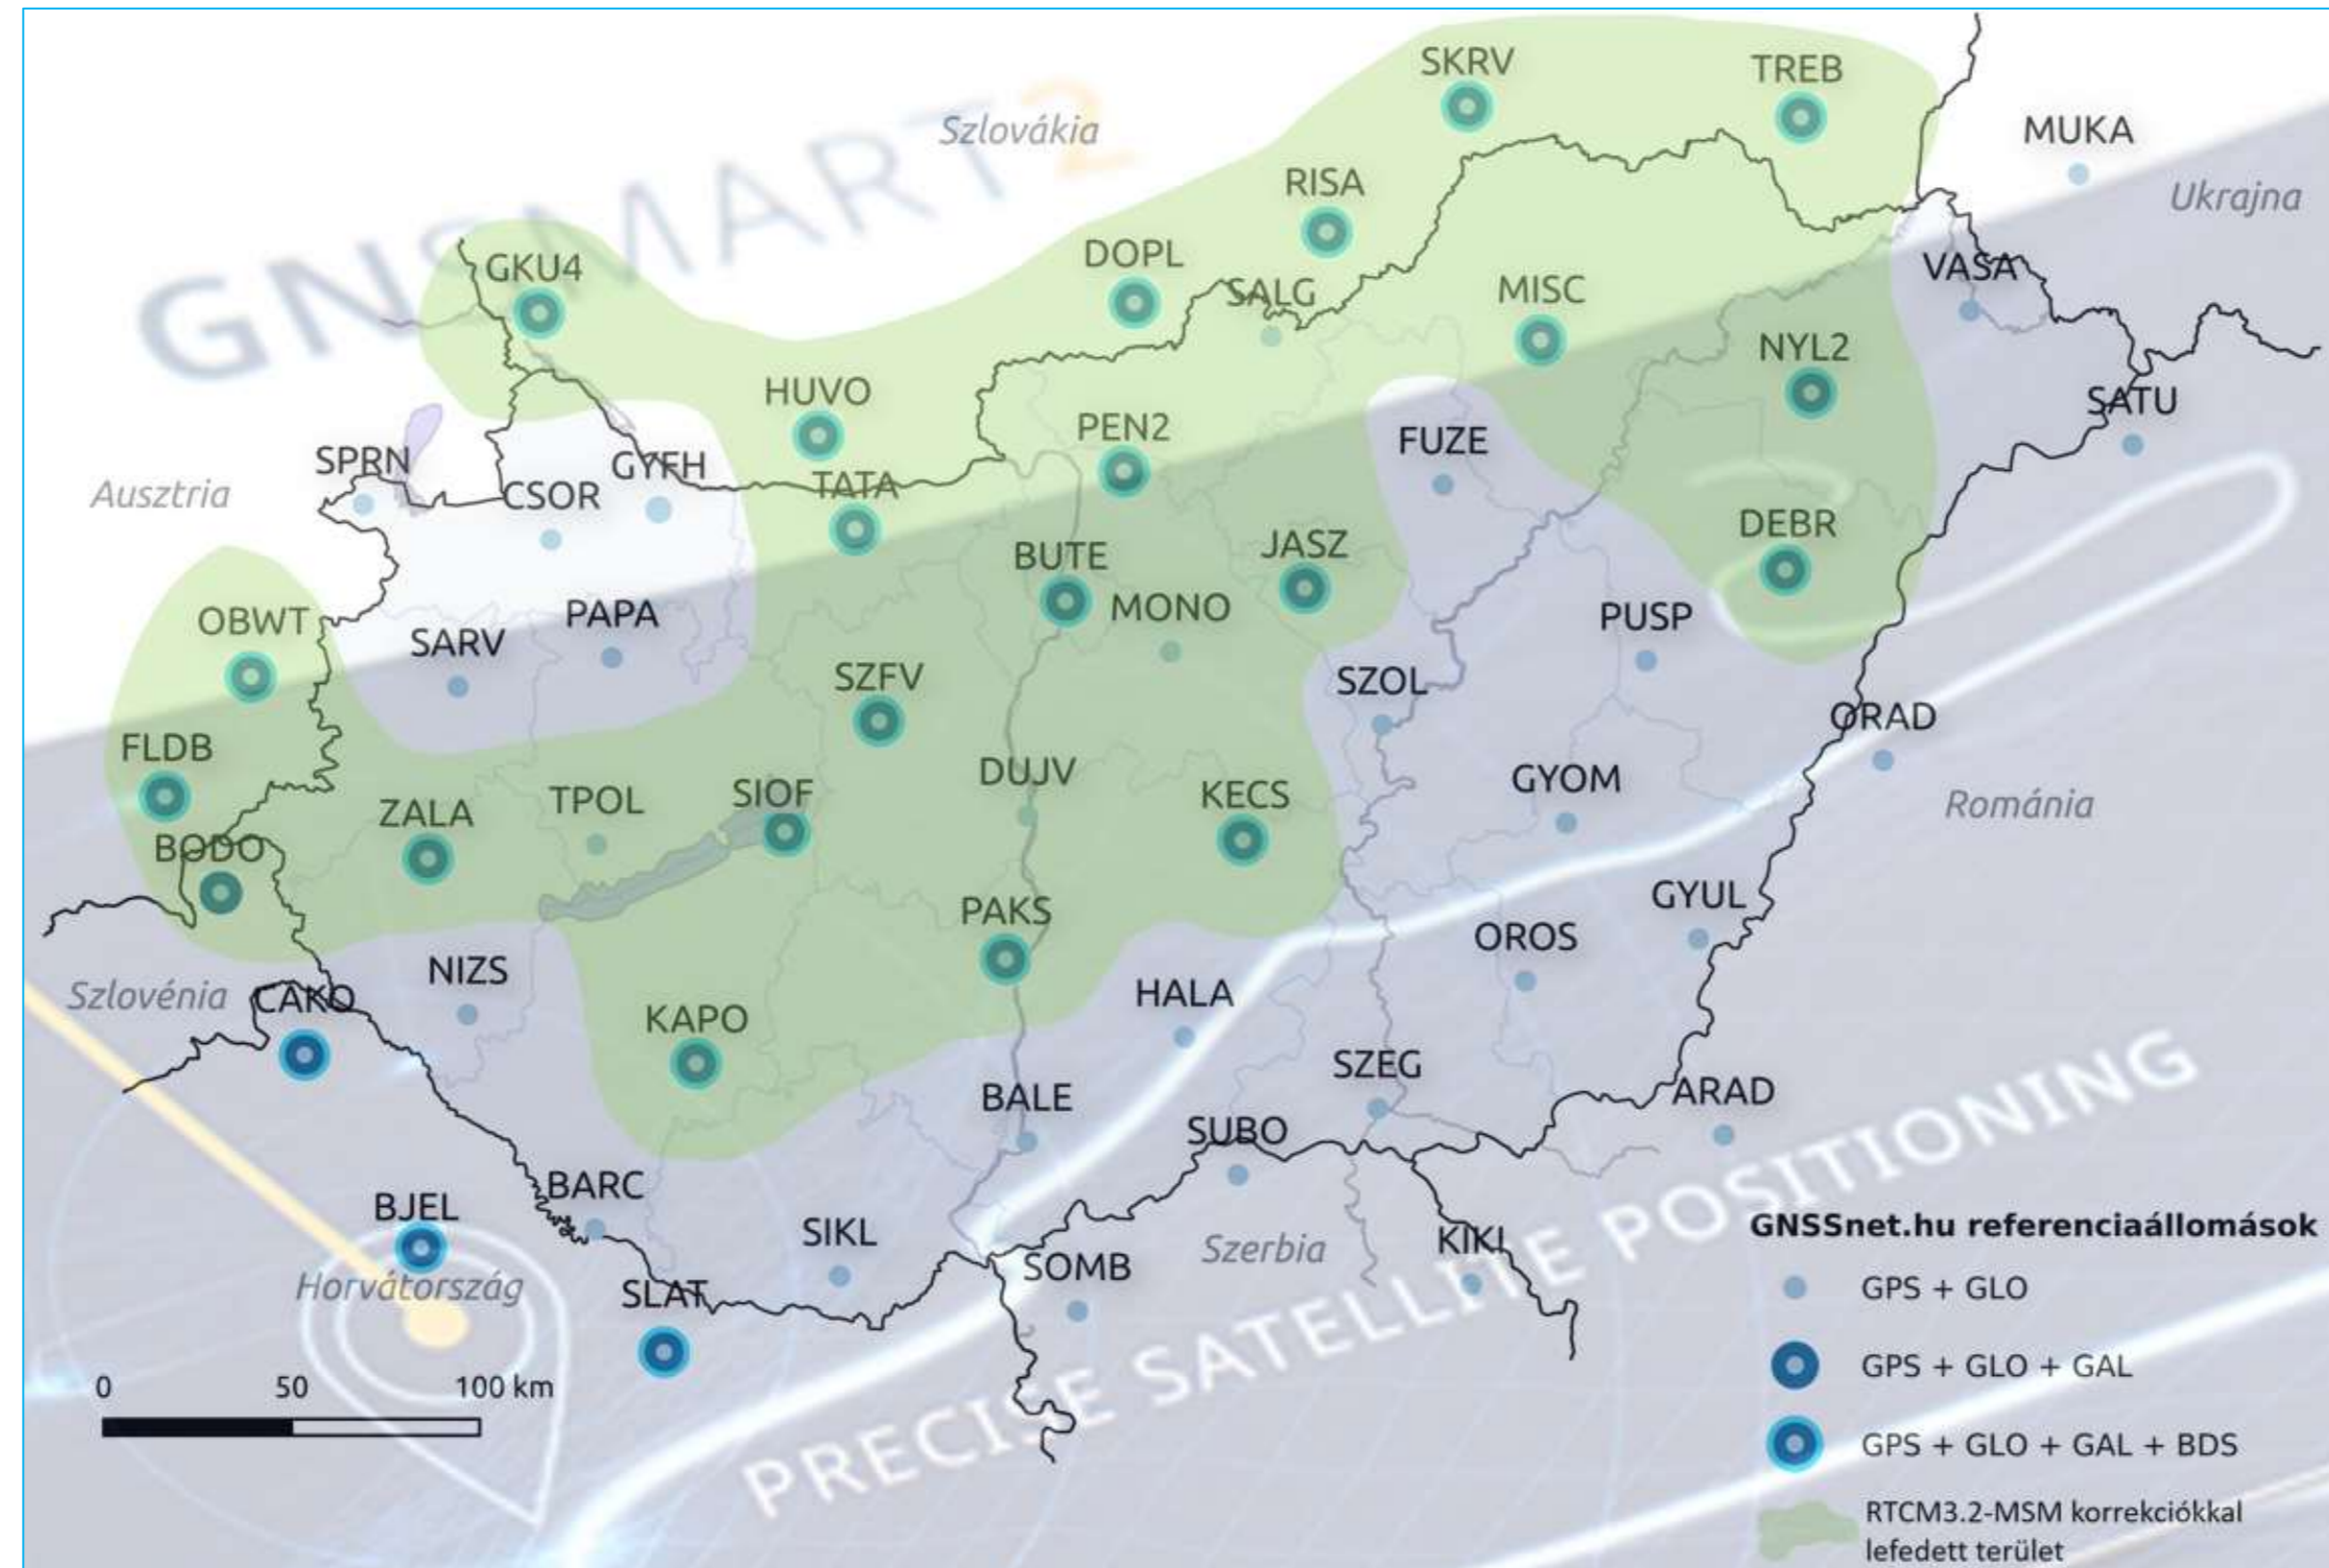 SKRV
TREB
MUKA
Szlovákia
Ukrajna
RISA
DOPL
GKU4
VASA
SALG
MISC
GNSMART2
NYL2
HUVO
SATU
PEN2
FUZE
SPRN
GYFH
TATA
Ausztria
CSOR
DEBR
JASZ
BUTE
OBWT
PAPA
MONO
PUSP
SARV
SZFV
SZOL
ORAD
FLDB
DUJV
GYOM
SIOF
KECS
TPOL
Románia
ZALA
BODO
GYUL
PAKS
OROS
NIZS
HALA
Szlovénia
CAKO
KAPO
SZEG
ARAD
BALE
SUBO
BARC
BJEL
SIKL
KIKI
Szerbia
SOMB
Horvátország
SLAT
PRECISE SATELLITE POSITIONING
0 50 100 km
GNSSnet.hu referenciaállomások
GPS + GLO
GPS + GLO + GAL
GPS + GLO + GAL + BDS
RTCM3.2-MSM korrekciókkal
lefedett terület